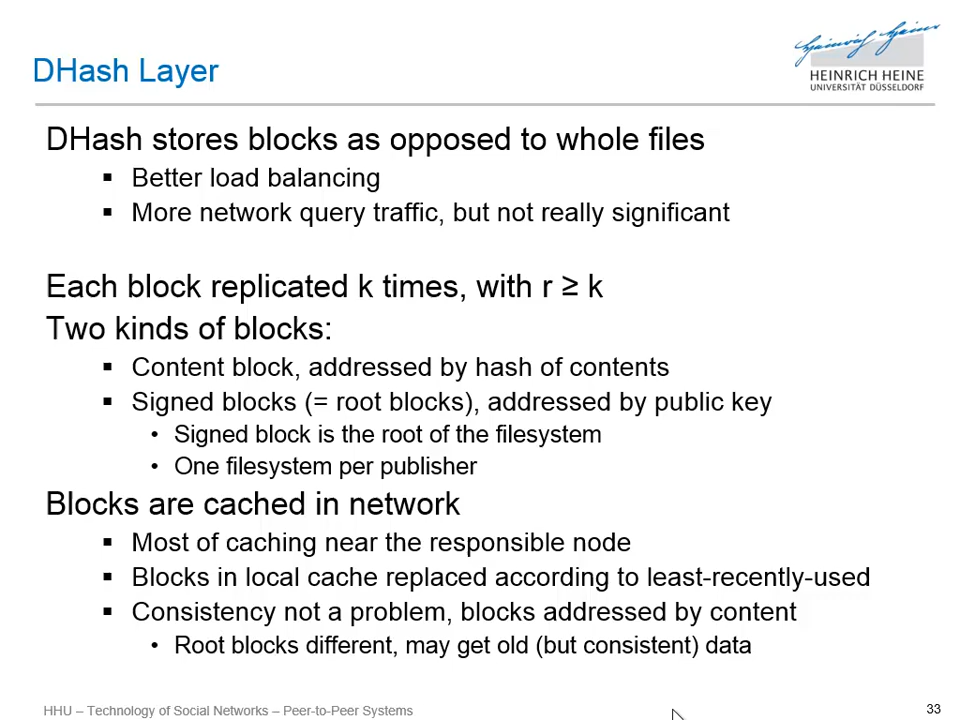 DHash Layer
Heinrich Heine
HEINRICH HEINE
UNIVERSITÄT DÜSSELDORF
DHash stores blocks as opposed to whole files
▪ Better load balancing
▪ More network query traffic, but not really significant
Each block replicated k times, with r ≥ k
Two kinds of blocks:
▪ Content block, addressed by hash of contents
▪ Signed blocks (= root blocks), addressed by public key
• Signed block is the root of the filesystem
• One filesystem per publisher
Blocks are cached in network
▪ Most of caching near the responsible node
▪ Blocks in local cache replaced according to least-recently-used
▪ Consistency not a problem, blocks addressed by content
• Root blocks different, may get old (but consistent) data
HHU – Technology of Social Networks – Peer-to-Peer Systems
33